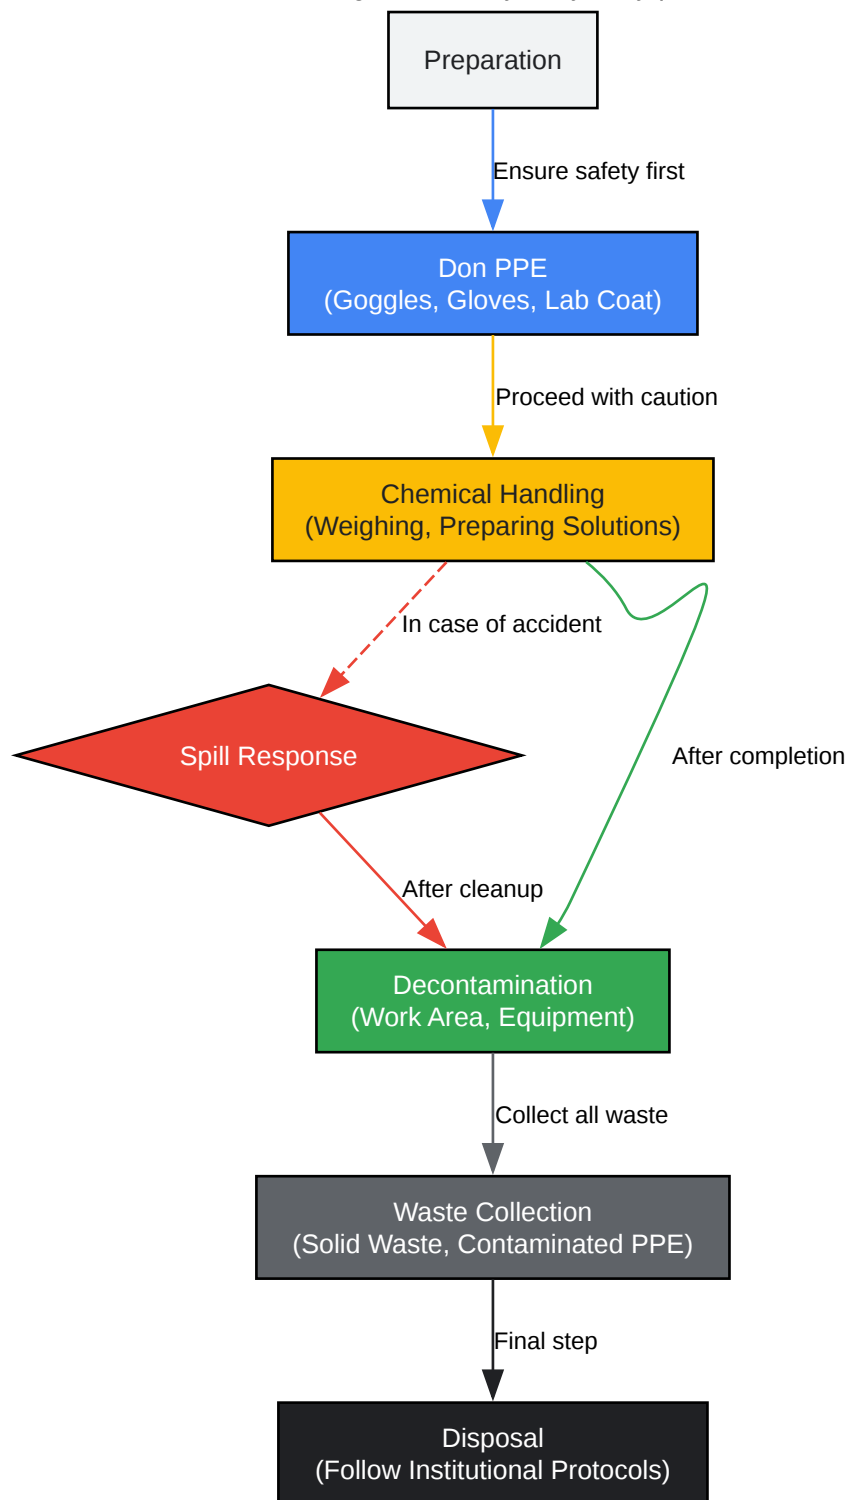 Preparation
Ensure safety first
Don PPE
(Goggles, Gloves, Lab Coat)
Proceed with caution
Chemical Handling
(Weighing, Preparing Solutions)
In case of accident
Spill Response
After completion
After cleanup
Decontamination
(Work Area, Equipment)
Collect all waste
Waste Collection
(Solid Waste, Contaminated PPE)
Final step
Disposal
(Follow Institutional Protocols)